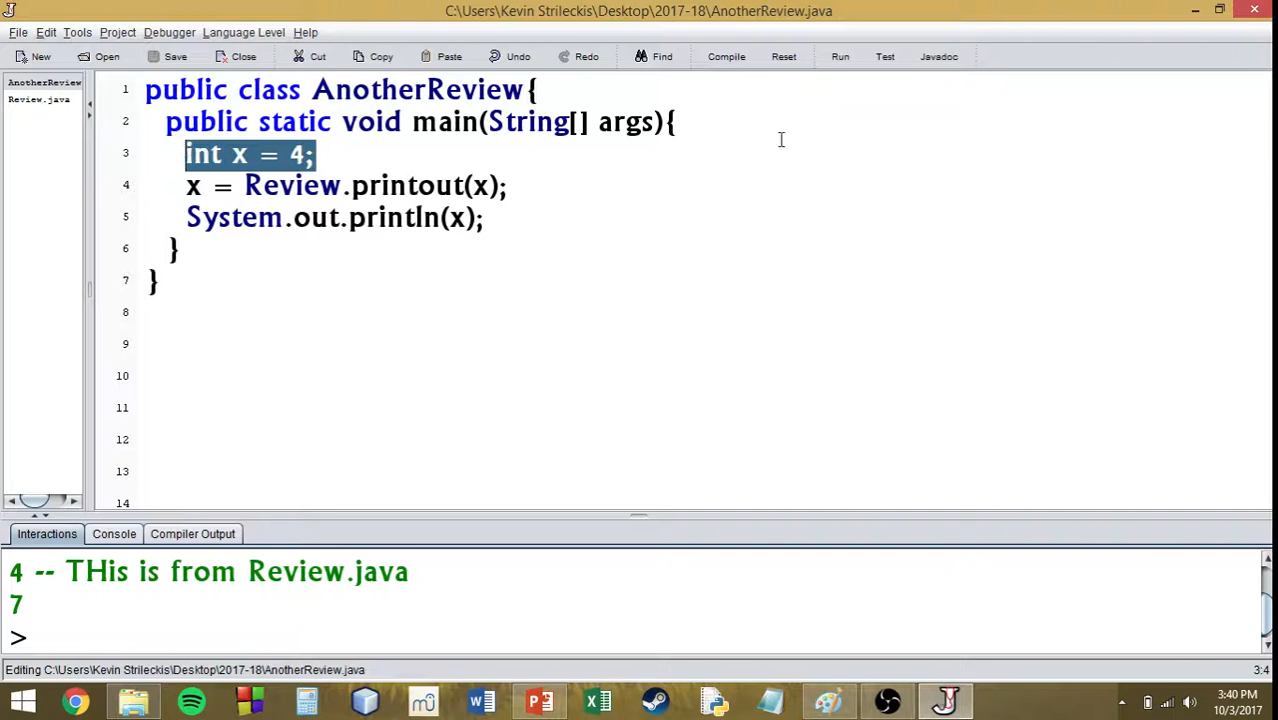 C:\Users\Kevin Strileckis\Desktop\2017-18\AnotherReview.java
File Edit Tools Project Debugger Language Level Help
New Open Save Close Cut Copy Paste Undo Redo Find Compile Reset Run Test Javadoc
AnotherReview
Review.java
1 public class AnotherReview{
2 public static void main(String[] args){
3 int x = 4;
4 x = Review.printout(x);
5 System.out.println(x);
6 }
7 }
8
9
10
11
12
13
14
Interactions Console Compiler Output
4 -- THis is from Review.java
7
>
Editing C:\Users\Kevin Strileckis\Desktop\2017-18\AnotherReview.java 3:4
3:40 PM
10/3/2017